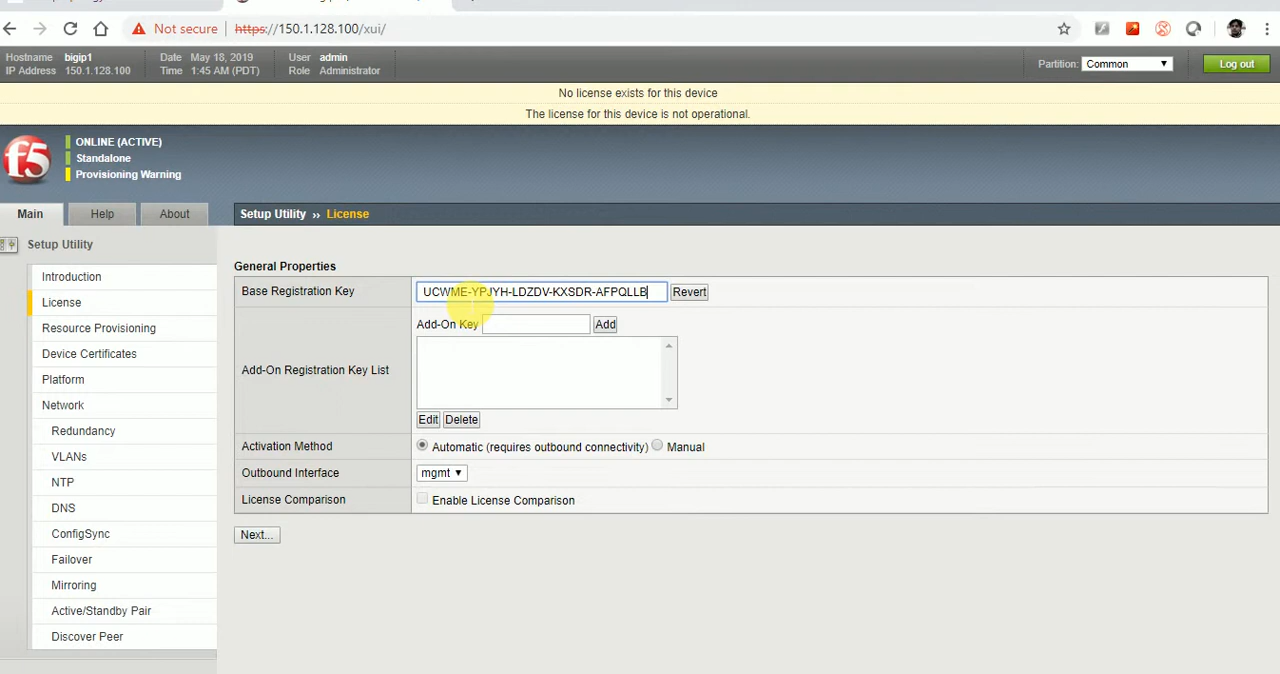 Not secure https://150.1.128.100/xui/
Hostname bigip1 Date May 18, 2019 User admin
IP Address 150.1.128.100 Time 1:45 AM (PDT) Role Administrator
Partition: Common Log out
No license exists for this device
The license for this device is not operational.
f5
ONLINE (ACTIVE)
Standalone
Provisioning Warning
Main Help About
Setup Utility » License
Setup Utility
Introduction
License
Resource Provisioning
Device Certificates
Platform
Network
Redundancy
VLANs
NTP
DNS
ConfigSync
Failover
Mirroring
Active/Standby Pair
Discover Peer
General Properties
Base Registration Key UCWME-YPJYH-LDZDV-KXSDR-AFPQLLB Revert
Add-On Key Add
Add-On Registration Key List
Edit Delete
Activation Method Automatic (requires outbound connectivity) Manual
Outbound Interface mgmt
License Comparison Enable License Comparison
Next...